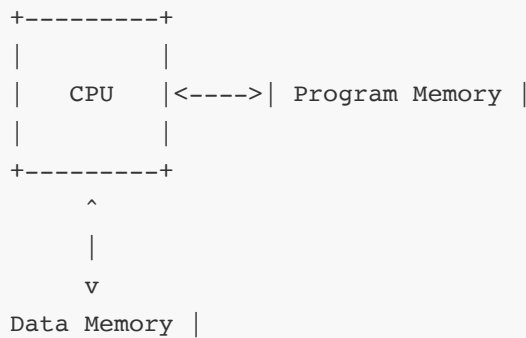 +---------+
|         |
|   CPU   |<---->| Program Memory |
|         |
+---------+
     ^
     |
     v
Data Memory |